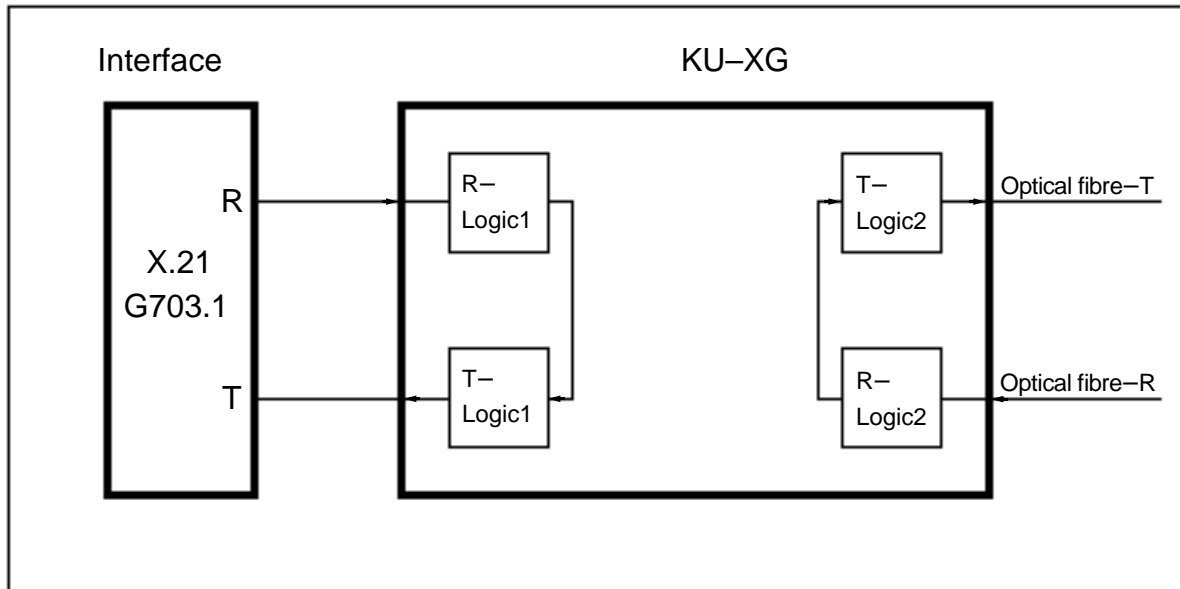 Interface
KU–XG
R
X.21
G703.1
T
R–
Logic1
T–
Logic1
T–
Logic2
R–
Logic2
Optical fibre–T
Optical fibre–R